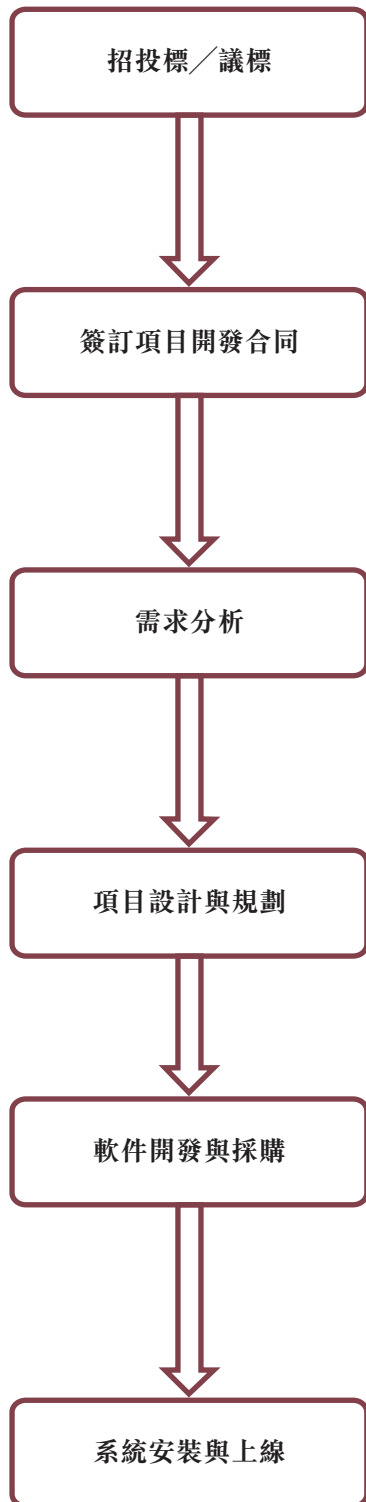 招投標／議標
簽訂項目開發合同
需求分析
項目設計與規劃
軟件開發與採購
系統安裝與上線